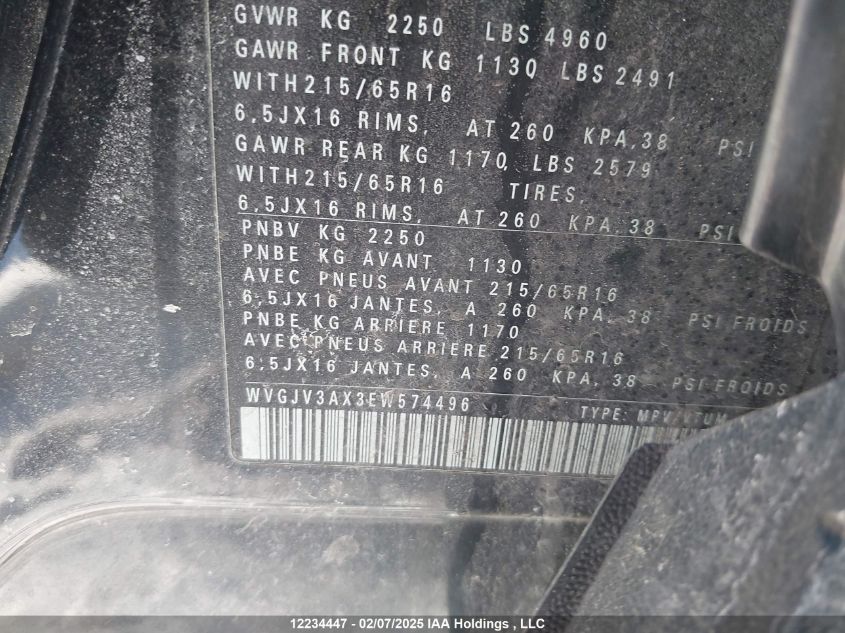 GVWR KG 2250 LBS 4960
GAWR FRONT KG 1130 LBS 2491
WITH215/65R16
6,5JX16 RIMS, AT 260 KPA,38 PSI
GAWR REAR KG 1170, LBS 2579
WITH215/65R16 TIRES,
6,5JX16 RIMS, AT 260 KPA,38 PSI
PNBV KG 2250
PNBE KG AVANT 1130
AVEC PNEUS AVANT 215/65R16
6,5JX16 JANTES, A 260 KPA, 38 PSI FROIDS
PNBE KG ARRIERE 1170
AVEC PNEUS ARRIERE 215/65R16
6,5JX16 JANTES, A 260 KPA, 38 PSI FROIDS
WVGJV3AX3EW574496 TYPE: MPV/VTUM
12234447 - 02/07/2025 IAA Holdings , LLC